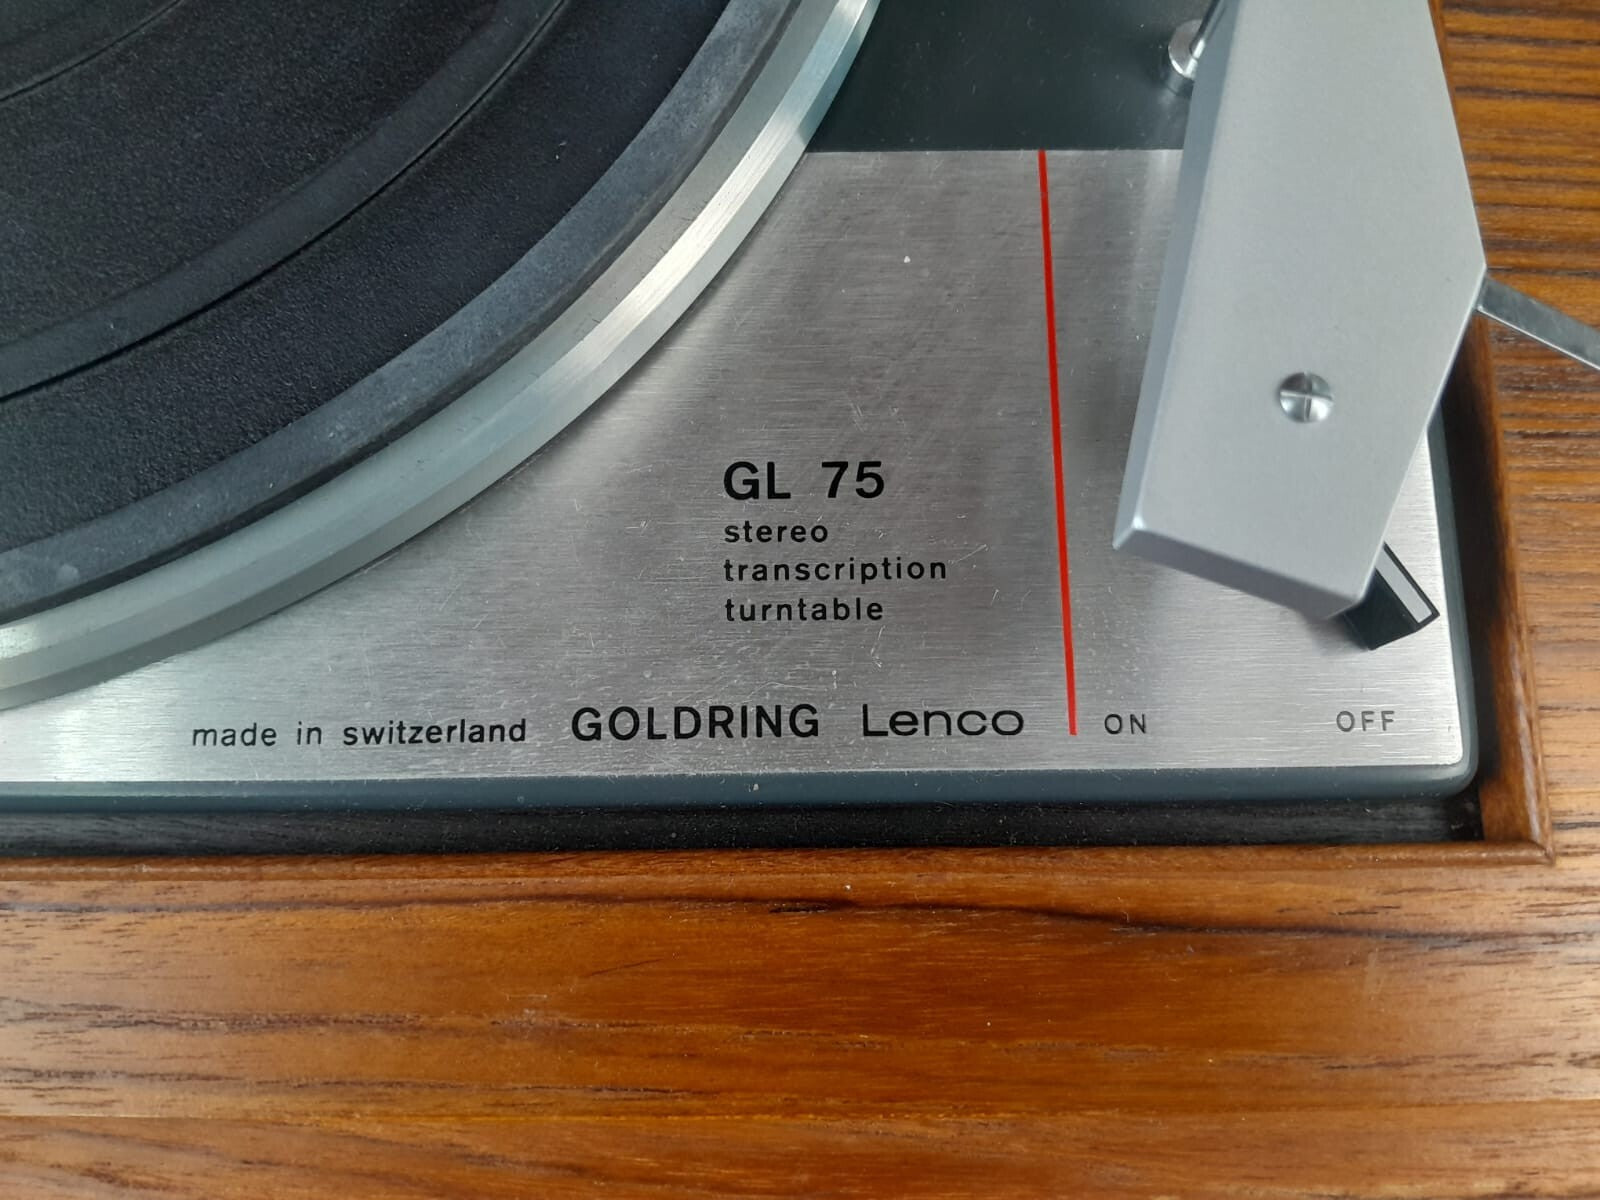 GL 75
stereo
transcription
turntable
made in switzerland GOLDRING Lenco ON OFF